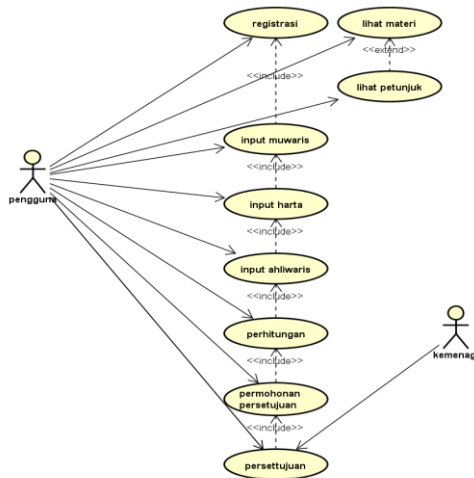 registrasi
lihat materi
<<extend>>
<<include>>
lihat petunjuk
input muwaris
<<include>>
pengguna
input harta
<<include>>
input ahliwaris
<<include>>
perhitungan
<<include>>
kemenag
permohonan
persetujuan
<<include>>
persettujuan